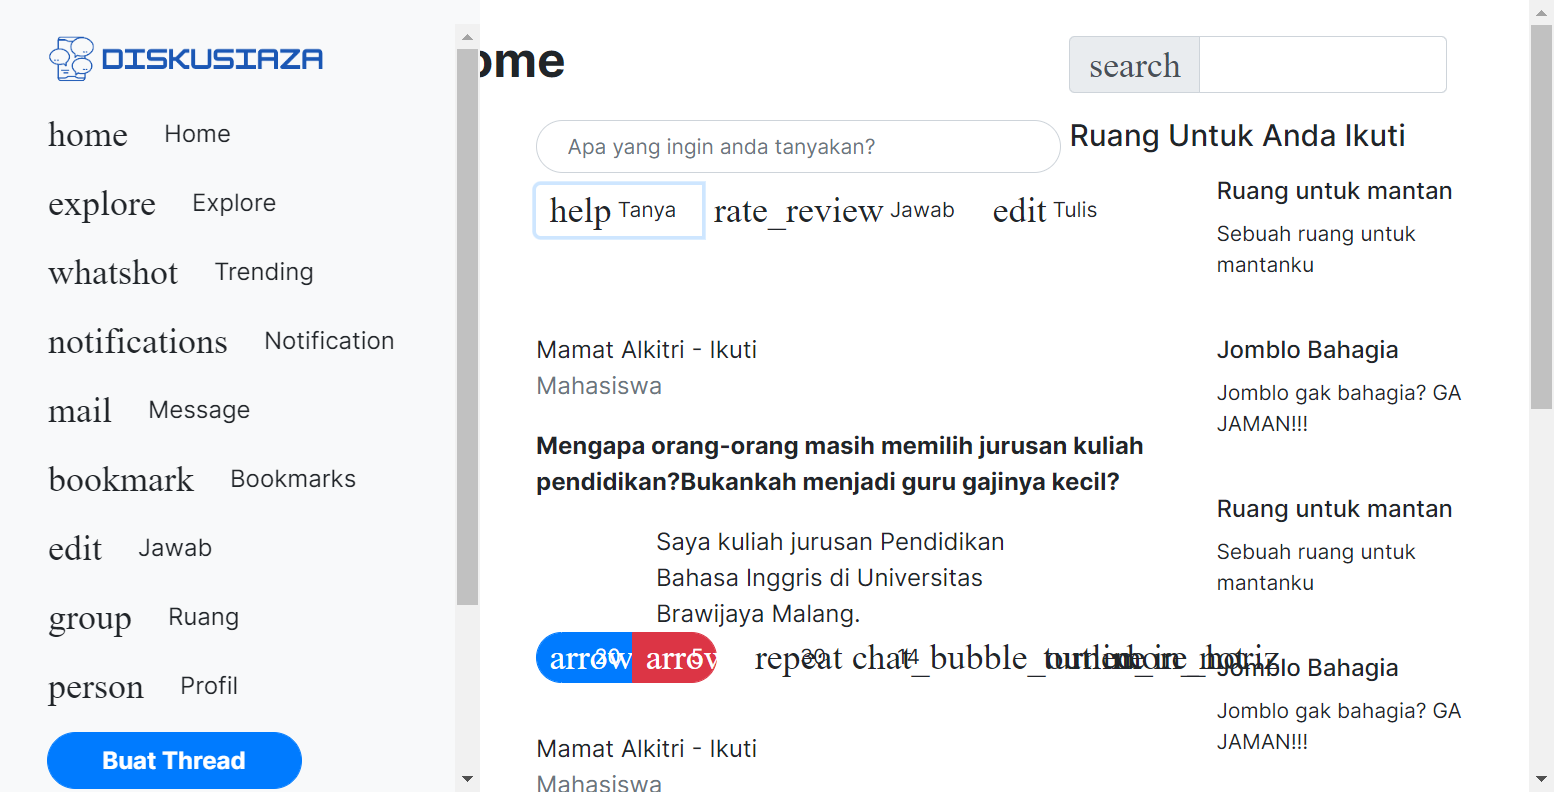 DISKUSIAZA
home Home
explore Explore
whatshot Trending
notifications Notification
mail Message
bookmark Bookmarks
edit Jawab
group Ruang
person Profil
Buat Thread
ome
Apa yang ingin anda tanyakan?
help Tanya rate_review Jawab edit Tulis
Mamat Alkitri - Ikuti
Mahasiswa
Mengapa orang-orang masih memilih jurusan kuliah
pendidikan?Bukankah menjadi guru gajinya kecil?
Saya kuliah jurusan Pendidikan
Bahasa Inggris di Universitas
Brawijaya Malang.
arrow 20 arrow 5 repeat 30 chat_bubble_outline 14
Mamat Alkitri - Ikuti
Mahasiswa
search
Ruang Untuk Anda Ikuti
Ruang untuk mantan
Sebuah ruang untuk
mantanku
Jomblo Bahagia
Jomblo gak bahagia? GA
JAMAN!!!
Ruang untuk mantan
Sebuah ruang untuk
mantanku
Jomblo Bahagia
Jomblo gak bahagia? GA
JAMAN!!!